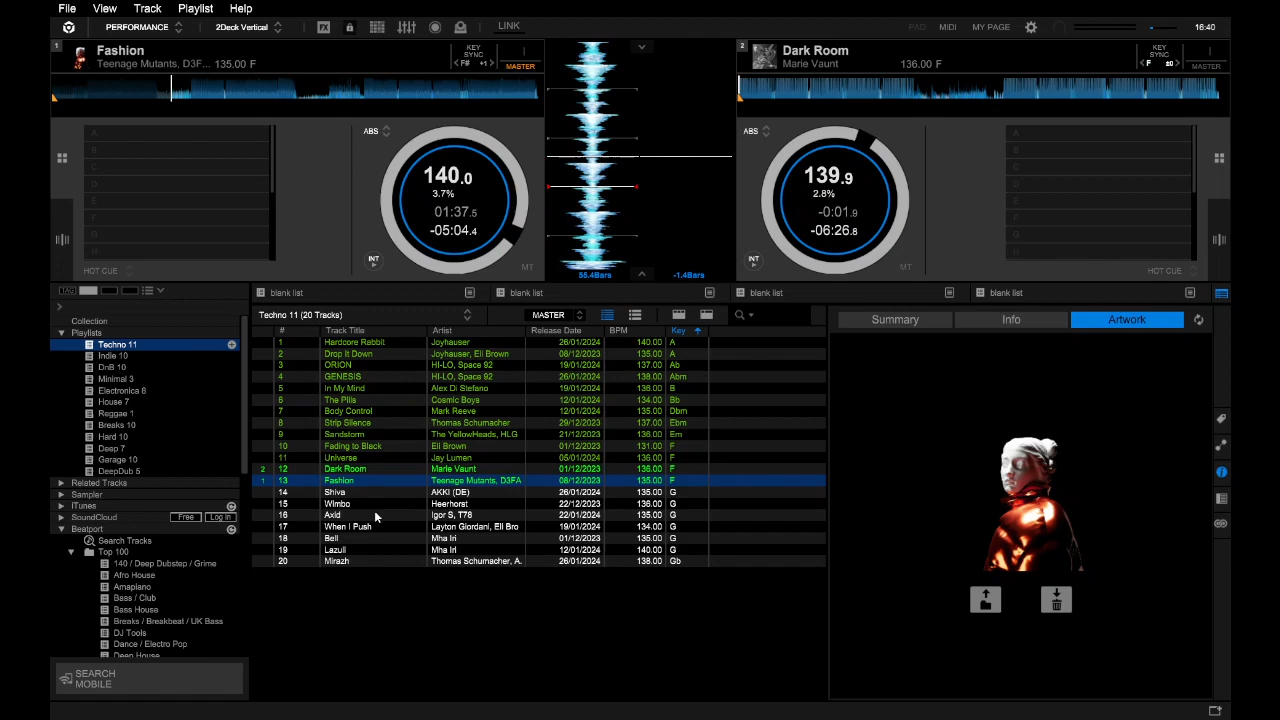 File View Track Playlist Help
PERFORMANCE 2Deck Vertical FX LINK PAD MIDI MY PAGE 16:40
1 Fashion KEY SYNC
Teenage Mutants, D3F... 135.00 F < F# +1 > MASTER
2 Dark Room KEY SYNC
Marie Vaunt 136.00 F < F ±0 > MASTER
A
B
C
D
E
F
G
H
HOT CUE
ABS
140.0
3.7%
01:37.5
-05:04.4
INT
MT
55.4Bars -1.4Bars
ABS
139.9
2.8%
-0:01.9
-06:26.8
INT
MT
A
B
C
D
E
F
G
H
HOT CUE
TAG
blank list blank list blank list blank list
Collection
Playlists
Techno 11
Indie 10
DnB 10
Minimal 3
Electronica 8
House 7
Reggae 1
Breaks 10
Hard 10
Deep 7
Garage 10
DeepDub 5
Related Tracks
Sampler
iTunes
SoundCloud Free Log In
Beatport
Search Tracks
Top 100
140 / Deep Dubstep / Grime
Afro House
Amapiano
Bass / Club
Bass House
Breaks / Breakbeat / UK Bass
DJ Tools
Dance / Electro Pop
Deep House
SEARCH
MOBILE
Techno 11 (20 Tracks) MASTER
# Track Title Artist Release Date BPM Key
1 Hardcore Rabbit Joyhauser 26/01/2024 140.00 A
2 Drop It Down Joyhauser, Eli Brown 08/12/2023 135.00 A
3 ORION HI-LO, Space 92 19/01/2024 137.00 Ab
4 GENESIS HI-LO, Space 92 26/01/2024 138.00 Abm
5 In My Mind Alex Di Stefano 19/01/2024 136.00 B
6 The Pills Cosmic Boys 12/01/2024 134.00 Bb
7 Body Control Mark Reeve 12/01/2024 135.00 Dbm
8 Strip Silence Thomas Schumacher 29/12/2023 137.00 Ebm
9 Sandstorm The YellowHeads, HLG 21/12/2023 136.00 Em
10 Fading to Black Eli Brown 01/12/2023 131.00 F
11 Universe Jay Lumen 22/12/2023 131.00 F
2 12 Dark Room Marie Vaunt 01/12/2023 136.00 F
1 13 Fashion Teenage Mutants, D3FA 08/12/2023 135.00 F
14 Shiva AKKI (DE) 26/01/2024 135.00 G
15 Wimbo Heerhorst 15/12/2023 136.00 G
16 Axid Igor S, T78 22/01/2024 135.00 G
17 When I Push Layton Giordani, Eli Bro 19/01/2024 134.00 G
18 Bell Mha Iri 01/12/2023 135.00 G
19 Lazuli Mha Iri 12/01/2024 140.00 G
20 Mirazh Thomas Schumacher, A. 26/01/2024 138.00 Gb
Summary Info Artwork